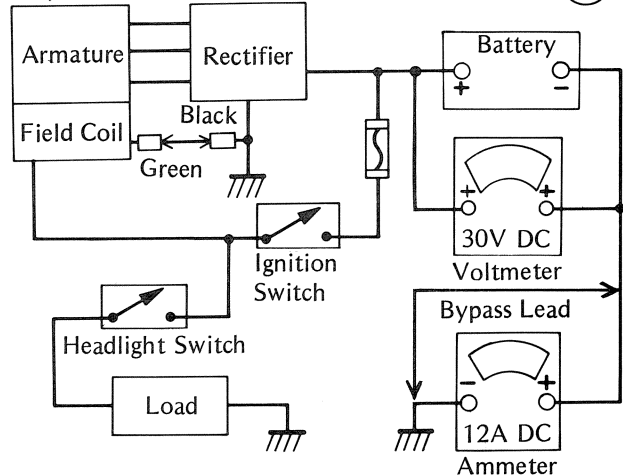 Armature
Rectifier
Battery
+ −
Field Coil
Black
Green
+ +
30V DC
Voltmeter
Ignition
Switch
Bypass Lead
Headlight Switch
Load
− +
12A DC
Ammeter